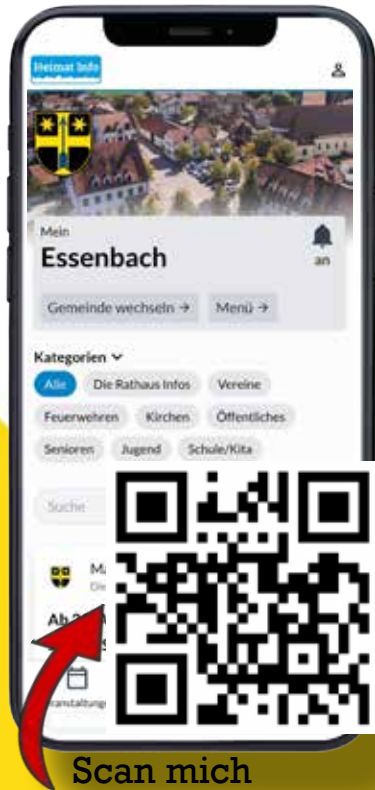 Heimat Info
Mein
Essenbach
an
Gemeinde wechseln → Menü →
Kategorien
Alle Die Rathaus Infos Vereine
Feuerwehren Kirchen Öffentliches
Senioren Jugend Schule/Kita
Suche
Scan mich